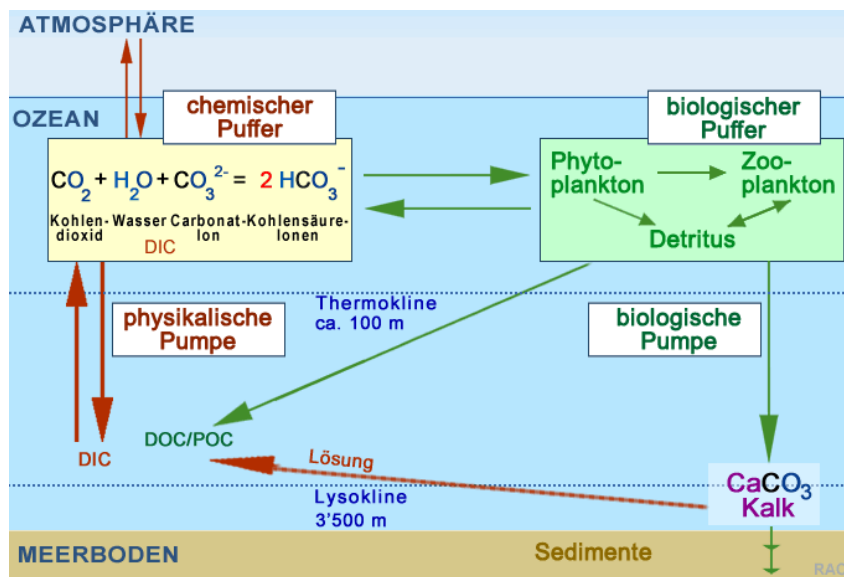 ATMOSPHÄRE
OZEAN
chemischer
Puffer
biologischer
Puffer
CO₂ + H₂O + CO₃²⁻ = 2 HCO₃⁻
Kohlen-
dioxid
Wasser
Carbonat-
Ion
Kohlensäure-
Ionen
DIC
Phyto-
plankton
Zoo-
plankton
Detritus
Thermokline
ca. 100 m
physikalische
Pumpe
biologische
Pumpe
DOC/POC
DIC
Lösung
Lysokline
3'500 m
CaCO₃
Kalk
MEERBODEN
Sedimente
RAO